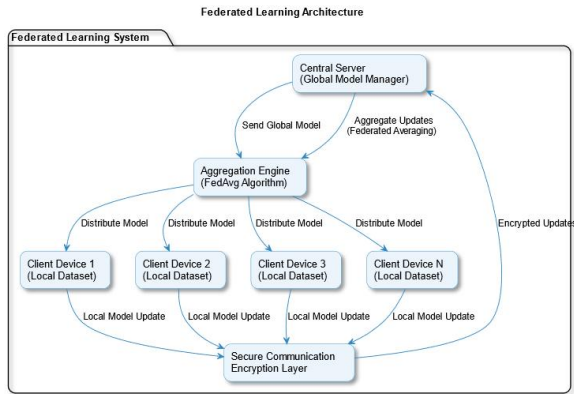 Federated Learning Architecture
Federated Learning System
Central Server
(Global Model Manager)
Send Global Model
Aggregate Updates
(Federated Averaging)
Aggregation Engine
(FedAvg Algorithm)
Distribute Model
Distribute Model
Distribute Model
Distribute Model
Encrypted Updates
Client Device 1
(Local Dataset)
Client Device 2
(Local Dataset)
Client Device 3
(Local Dataset)
Client Device N
(Local Dataset)
Local Model Update
Local Model Update
Local Model Update
Local Model Update
Secure Communication
Encryption Layer